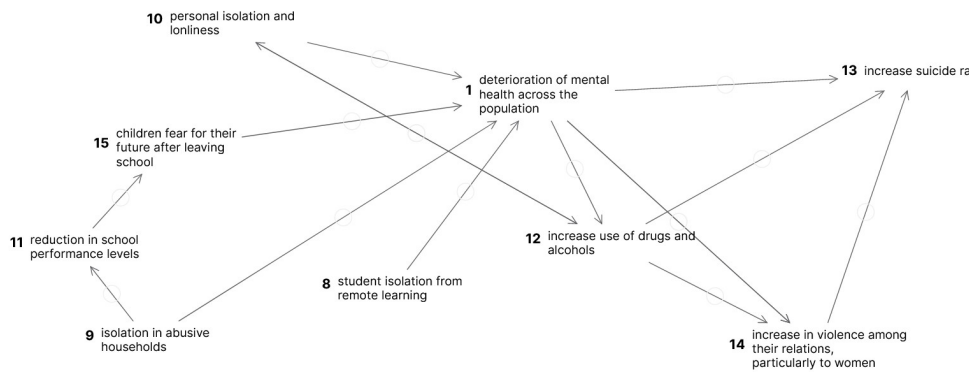 10 personal isolation and
lonliness
13 increase suicide ra
1 deterioration of mental
health across the
population
15 children fear for their
future after leaving
school
11 reduction in school
performance levels
12 increase use of drugs and
alcohols
8 student isolation from
remote learning
9 isolation in abusive
households
14 increase in violence among
their relations,
particularly to women